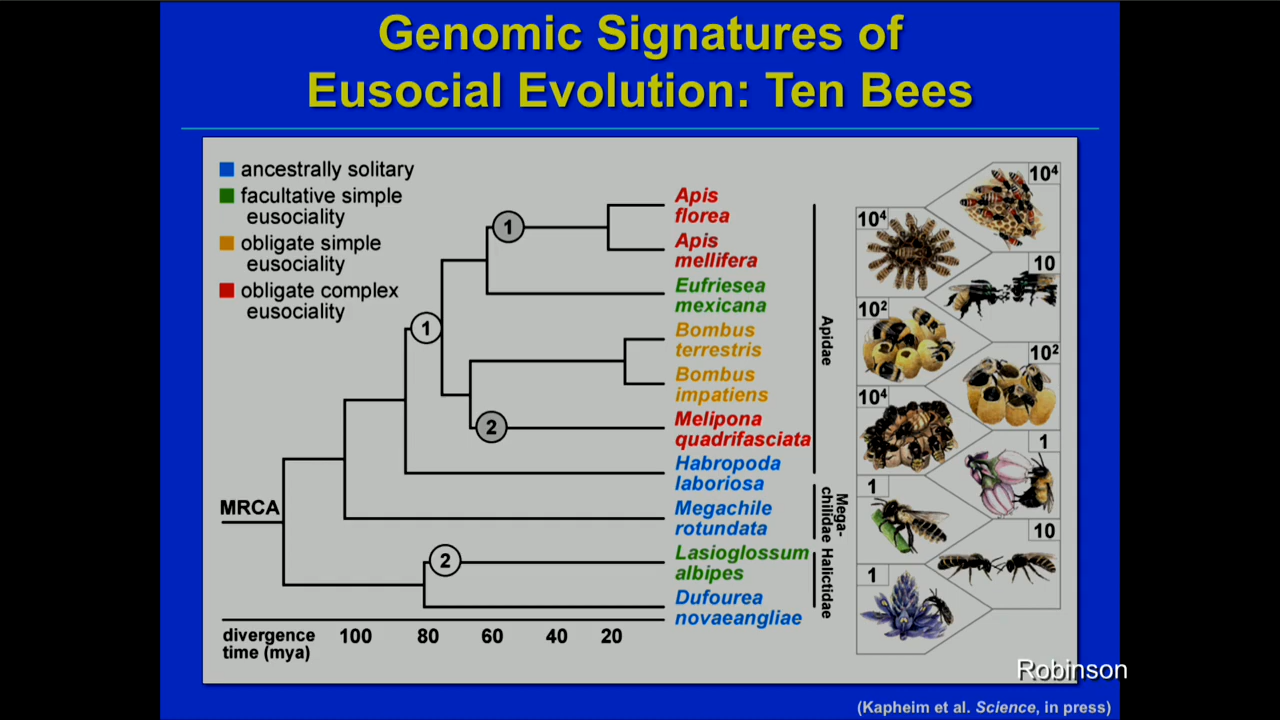 Genomic Signatures of
Eusocial Evolution: Ten Bees
ancestrally solitary
facultative simple
eusociality
obligate simple
eusociality
obligate complex
eusociality
1
1
2
2
MRCA
Apis
florea
Apis
mellifera
Eufriesea
mexicana
Bombus
terrestris
Bombus
impatiens
Melipona
quadrifasciata
Habropoda
laboriosa
Megachile
rotundata
Lasioglossum
albipes
Dufourea
novaeangliae
Apidae
Mega-
chilidae
Halictidae
10⁴
10⁴
10
10²
10²
10⁴
1
1
10
1
divergence
time (mya)
100 80 60 40 20
Robinson
(Kapheim et al. Science, in press)